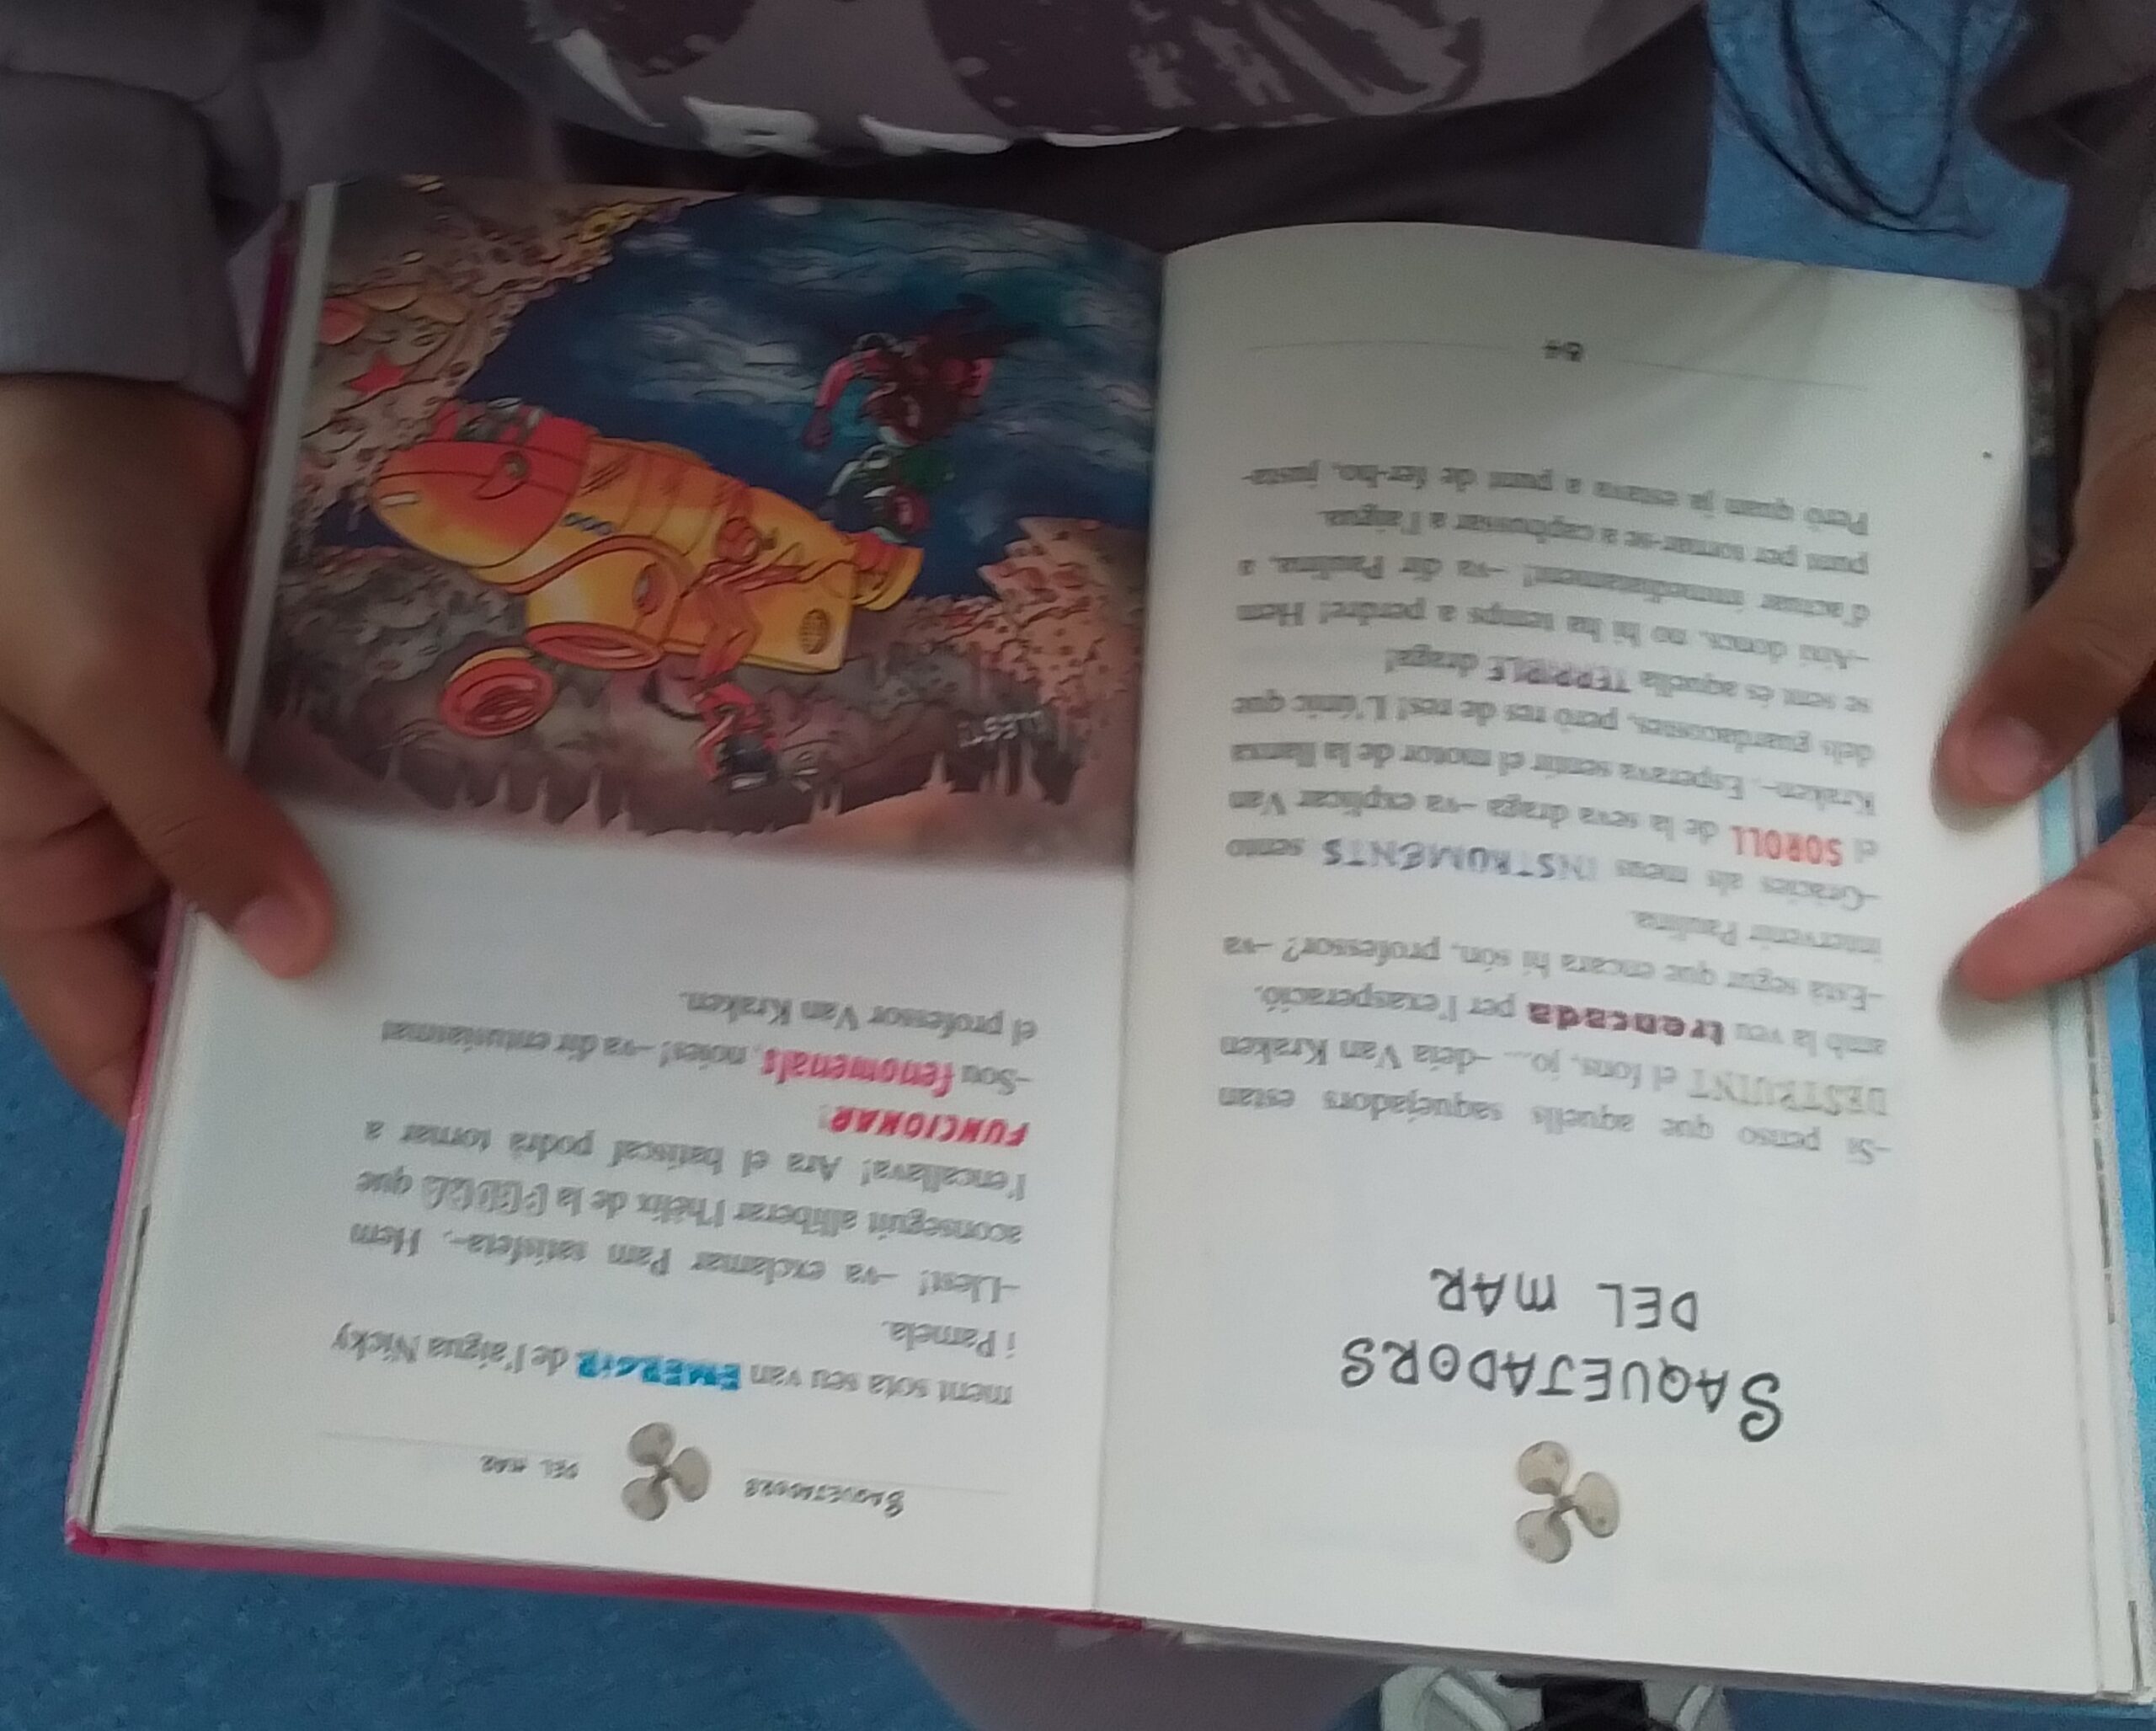 SAQUEJADORS
DEL MAR
–Si penso que aquells saquejadors estan
DESTRUINT el fons, jo... –deia Van Kraken
amb la veu trencada per l'exasperació.
–Està segur que encara hi són, professor? –va
intervenir Paulina.
–Gràcies als meus INSTRUMENTS sento
el SOROLL de la seva draga –va explicar Van
Kraken–. Esperava sentir el motor de la llanxa
dels guardacostes, però res de res! L'únic que
se sent és aquella TERRIBLE draga!
–Així doncs, no hi ha temps a perdre! Hem
d'actuar immediatament! –va dir Paulina, a
punt per tornar-se a capbussar a l'aigua.
Però quan ja estava a punt de fer-ho, justa-
84
SAQUEJADORS DEL MAR
ment sota seu van EMERGIR de l'aigua Nicky
i Pamela.
–Llest! –va exclamar Pam satisfeta–. Hem
aconseguit alliberar l'hèlix de la CORDA que
l'encallava! Ara el batiscaf podrà tornar a
FUNCIONAR!
–Sou fenomenals, noies! –va dir entusiasmat
el professor Van Kraken.
LLEST!